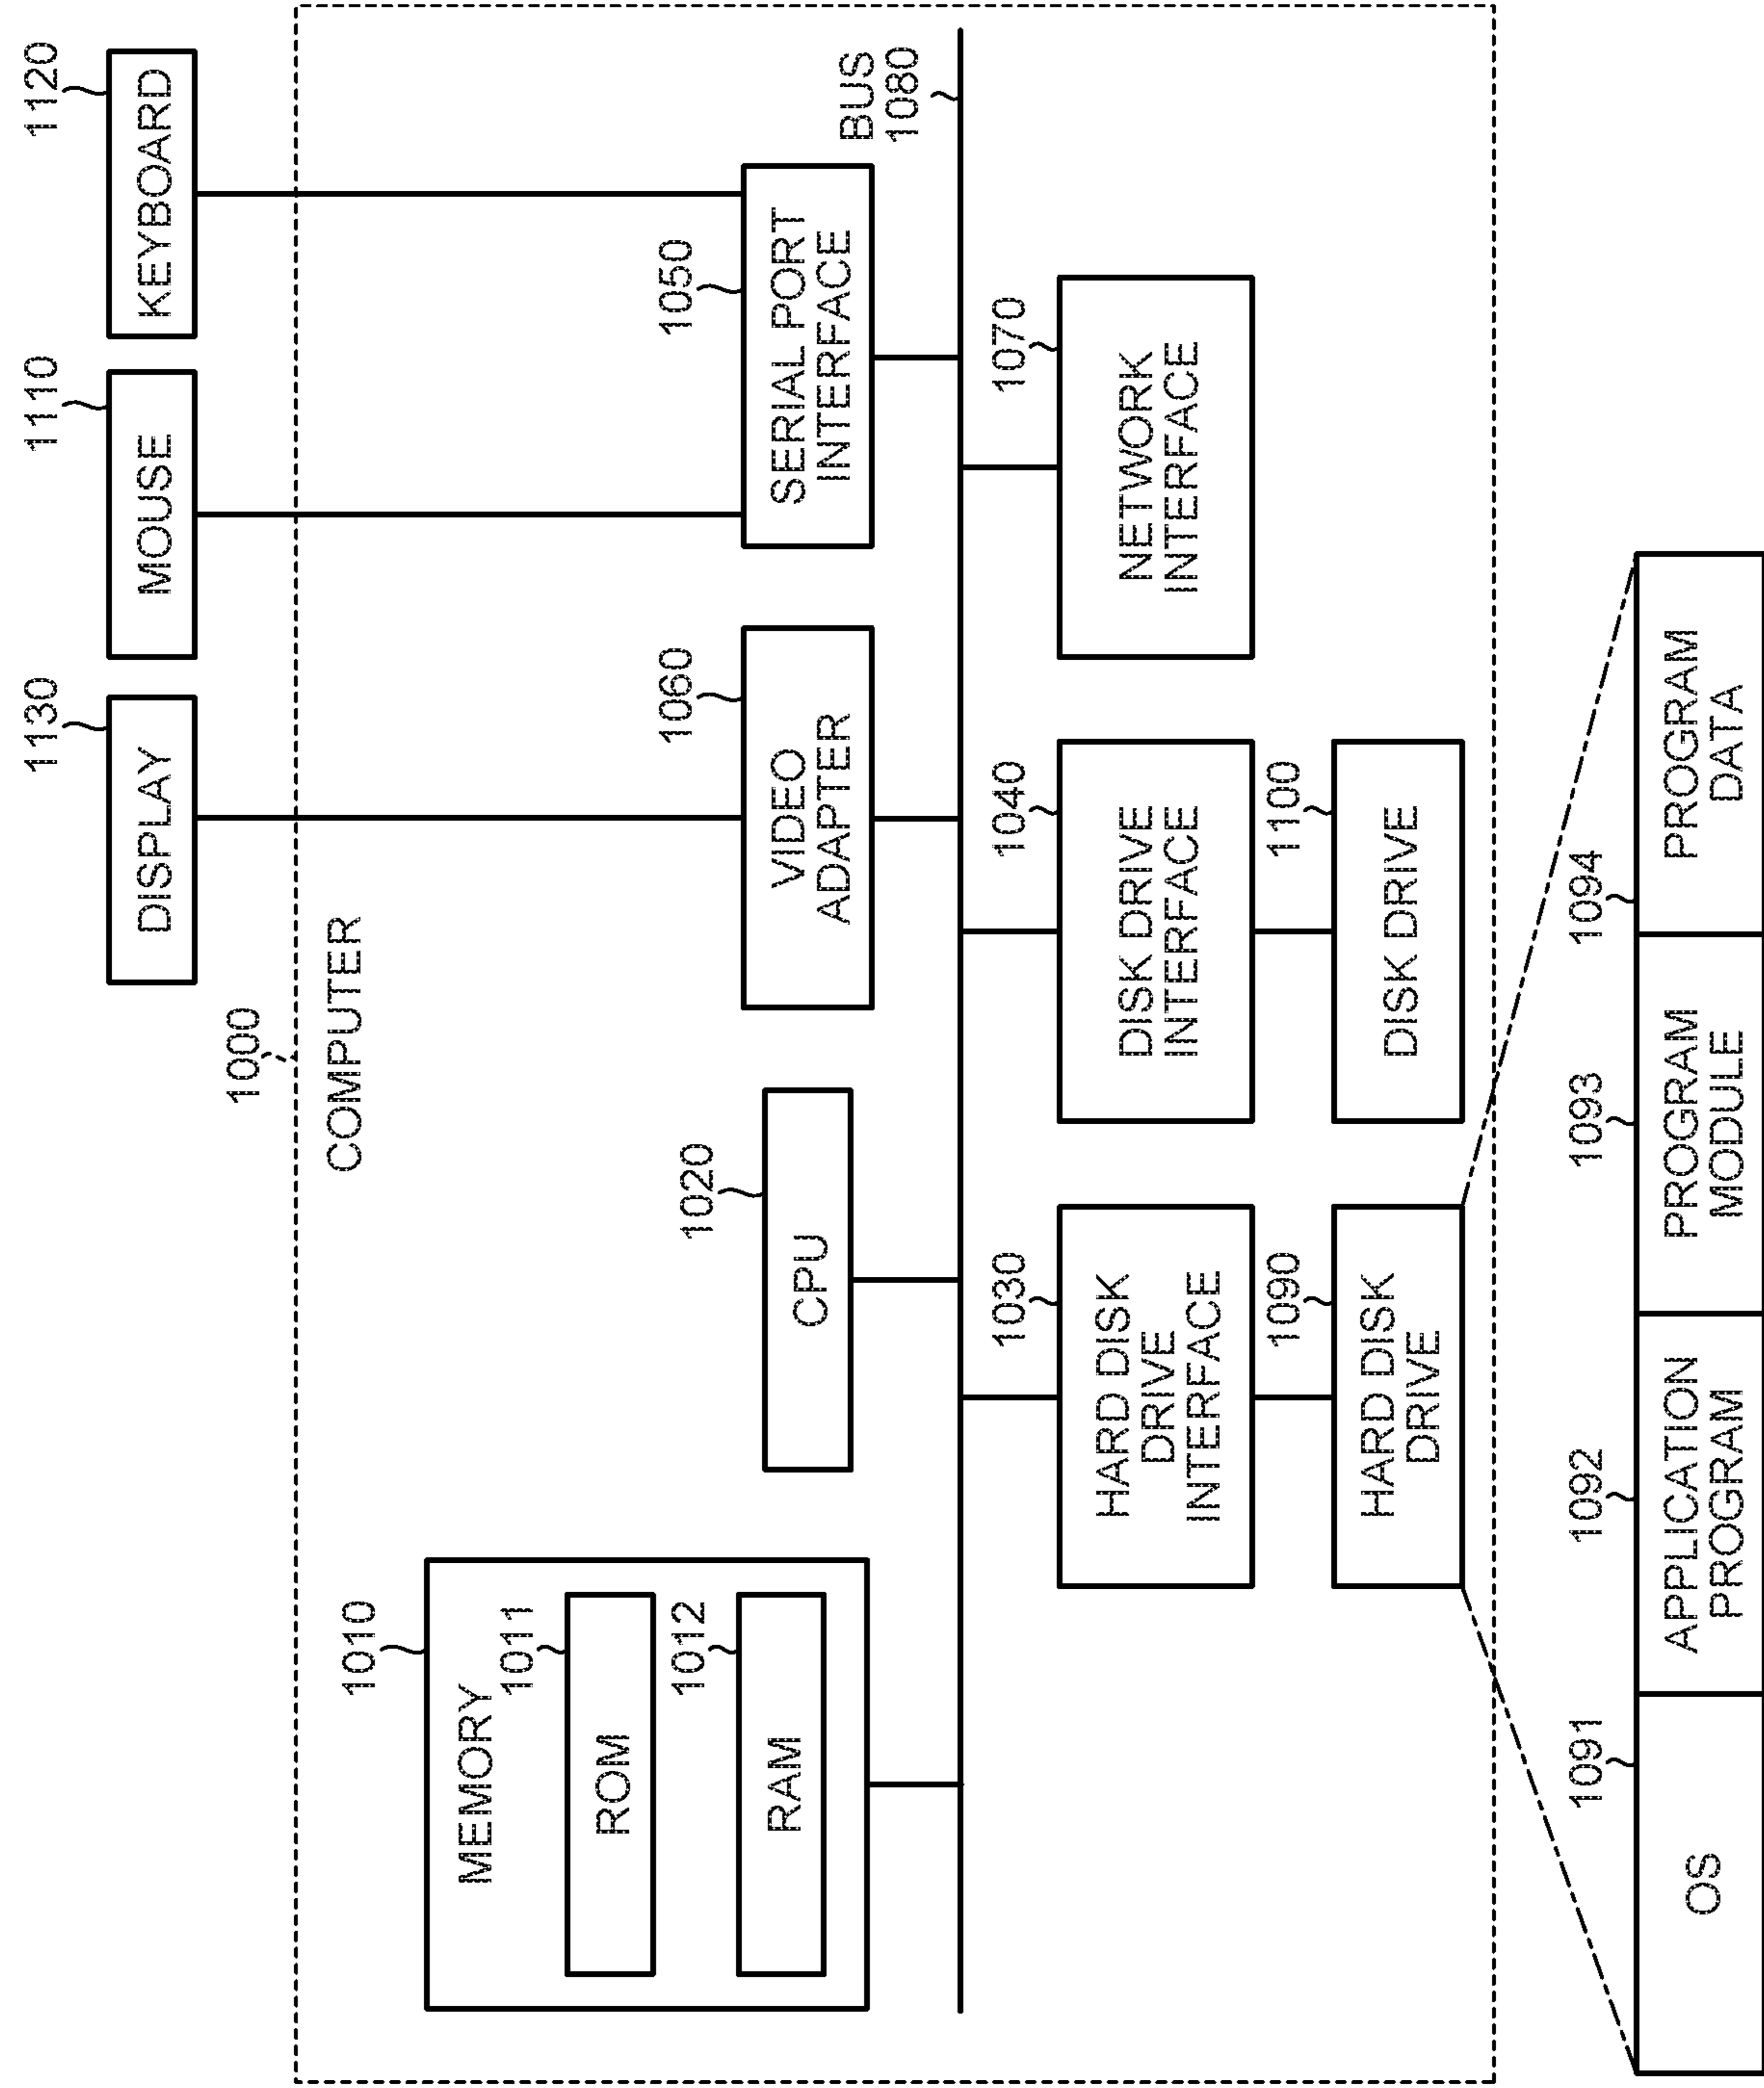 1130
DISPLAY
1110
MOUSE
1120
KEYBOARD
1000
COMPUTER
1010
MEMORY
1011
ROM
1012
RAM
1020
CPU
1060
VIDEO
ADAPTER
1050
SERIAL PORT
INTERFACE
BUS
1080
1030
HARD DISK
DRIVE
INTERFACE
1040
DISK DRIVE
INTERFACE
1070
NETWORK
INTERFACE
1090
HARD DISK
DRIVE
1100
DISK DRIVE
1091
OS
1092
APPLICATION
PROGRAM
1093
PROGRAM
MODULE
1094
PROGRAM
DATA